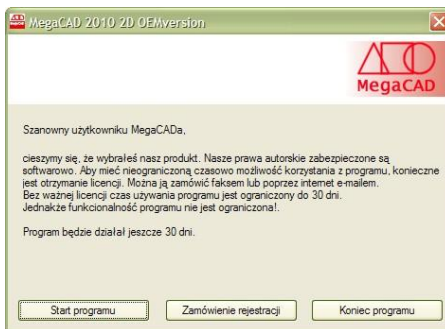 MegaCAD 2010 2D OEMversion
MegaCAD
Szanowny użytkowniku MegaCADa,
cieszymy się, że wybrałeś nasz produkt. Nasze prawa autorskie zabezpieczone są
softwarowo. Aby mieć nieograniczoną czasowo możliwość korzystania z programu, konieczne
jest otrzymanie licencji. Można ją zamówić faksem lub poprzez internet e-mailem.
Bez ważnej licencji czas używania programu jest ograniczony do 30 dni.
Jednakże funkcjonalność programu nie jest ograniczona!.
Program będzie działał jeszcze 30 dni.
Start programu
Zamówienie rejestracji
Koniec programu